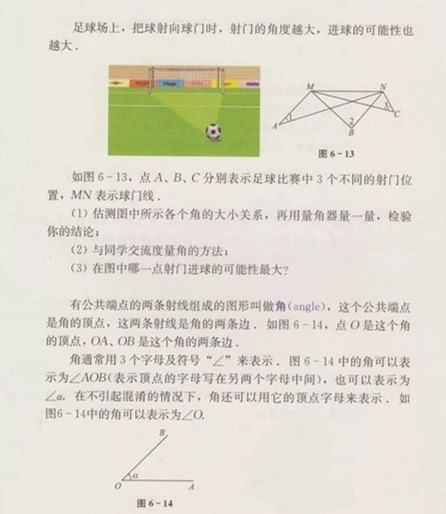 足球场上，把球射向球门时，射门的角度越大，进球的可能性也
越大．
M
N
A
1
2
B
3
C
图 6-13
如图 6-13，点 A、B、C 分别表示足球比赛中 3 个不同的射门位
置，MN 表示球门线．
(1) 估测图中所示各个角的大小关系，再用量角器量一量，检验
你的结论；
(2) 与同学交流度量角的方法；
(3) 在图中哪一点射门进球的可能性最大?
有公共端点的两条射线组成的图形叫做角(angle)，这个公共端点
是角的顶点，这两条射线是角的两条边．如图 6-14，点 O 是这个角
的顶点，OA、OB 是这个角的两条边．
角通常用 3 个字母及符号“∠”来表示．图 6-14 中的角可以表
示为∠AOB(表示顶点的字母写在另两个字母中间)，也可以表示为
∠α．在不引起混淆的情况下，角还可以用它的顶点字母来表示．如
图6-14中的角可以表示为∠O．
B
α
O
A
图 6-14